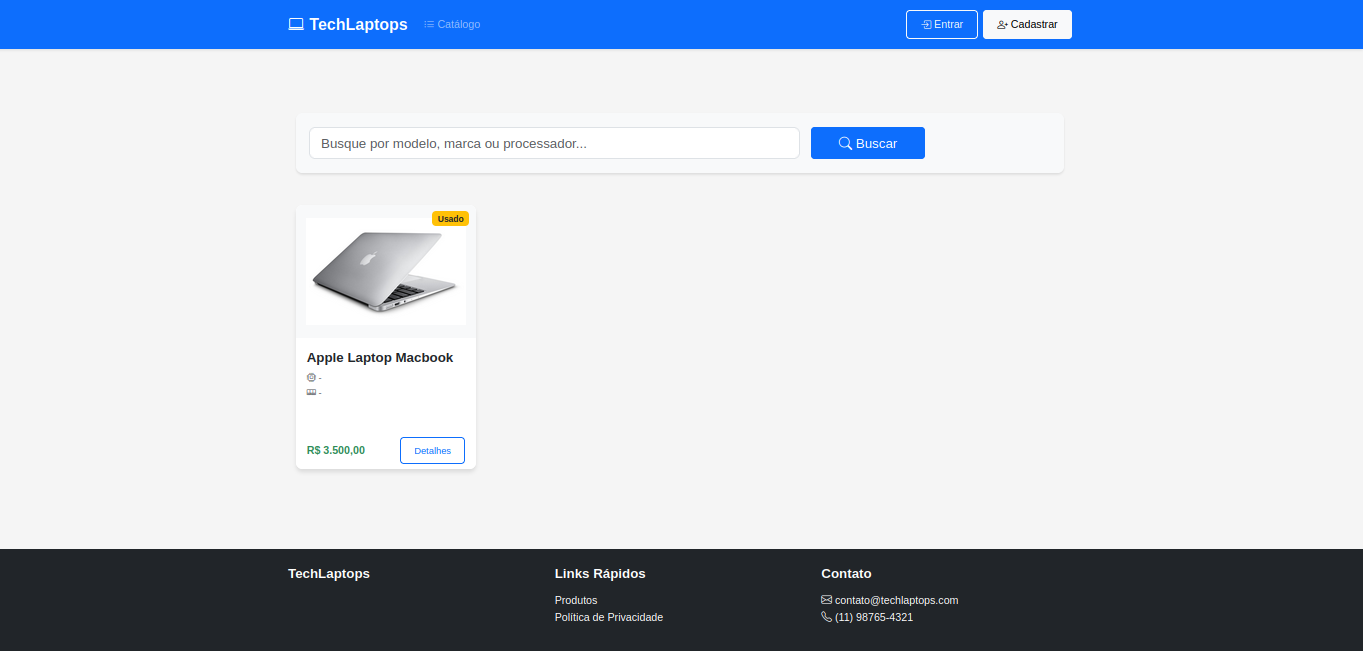 TechLaptops
Catálogo
Entrar
Cadastrar
Busque por modelo, marca ou processador...
Buscar
Usado
Apple Laptop Macbook
-
-
R$ 3.500,00
Detalhes
TechLaptops
Links Rápidos
Produtos
Política de Privacidade
Contato
contato@techlaptops.com
(11) 98765-4321